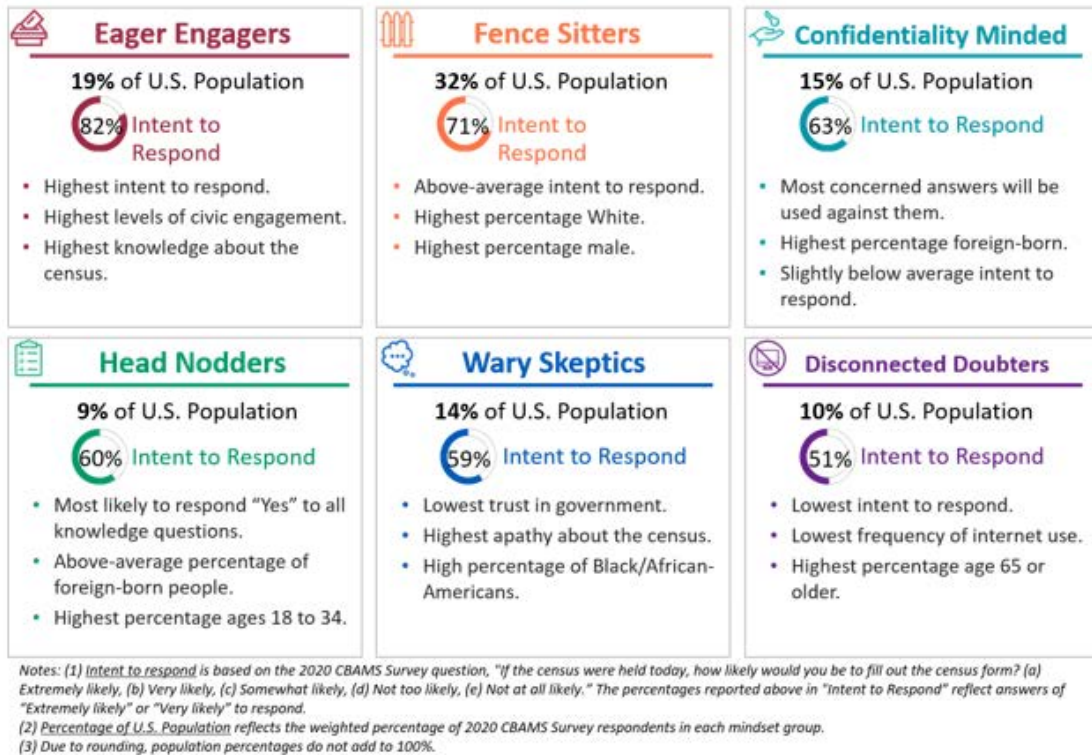 Eager Engagers
19% of U.S. Population
82% Intent to
Respond
• Highest intent to respond.
• Highest levels of civic engagement.
• Highest knowledge about the
census.
Fence Sitters
32% of U.S. Population
71% Intent to
Respond
• Above-average intent to respond.
• Highest percentage White.
• Highest percentage male.
Confidentiality Minded
15% of U.S. Population
63% Intent to Respond
• Most concerned answers will be
used against them.
• Highest percentage foreign-born.
• Slightly below average intent to
respond.
Head Nodders
9% of U.S. Population
60% Intent to Respond
• Most likely to respond “Yes” to all
knowledge questions.
• Above-average percentage of
foreign-born people.
• Highest percentage ages 18 to 34.
Wary Skeptics
14% of U.S. Population
59% Intent to Respond
• Lowest trust in government.
• Highest apathy about the census.
• High percentage of Black/African-
Americans.
Disconnected Doubters
10% of U.S. Population
51% Intent to Respond
• Lowest intent to respond.
• Lowest frequency of internet use.
• Highest percentage age 65 or
older.
Notes: (1) Intent to respond is based on the 2020 CBAMS Survey question, "If the census were held today, how likely would you be to fill out the census form? (a)
Extremely likely, (b) Very likely, (c) Somewhat likely, (d) Not too likely, (e) Not at all likely." The percentages reported above in "Intent to Respond" reflect answers of
"Extremely likely" or "Very likely" to respond.
(2) Percentage of U.S. Population reflects the weighted percentage of 2020 CBAMS Survey respondents in each mindset group.
(3) Due to rounding, population percentages do not add to 100%.